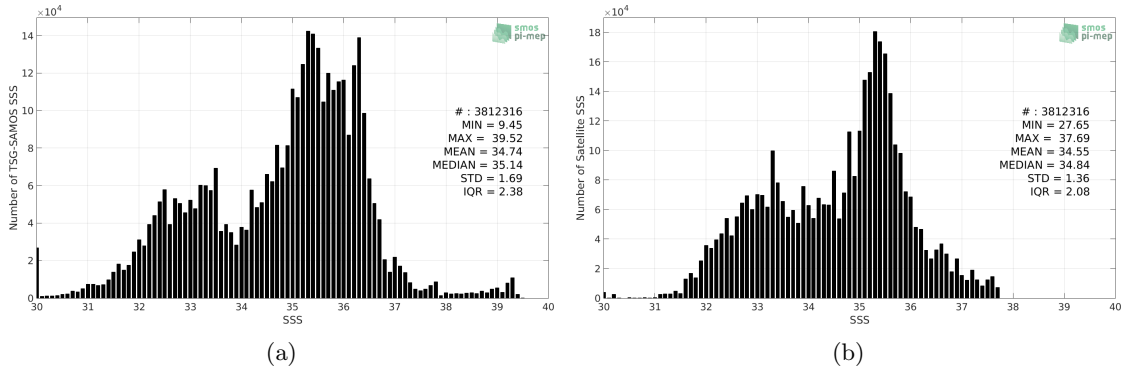 ×10⁴
14
12
10
8
6
4
2
0
Number of TSG-SAMOS SSS
30 31 32 33 34 35 36 37 38 39 40
SSS
smos
pi-mep
# : 3812316
MIN = 9.45
MAX = 39.52
MEAN = 34.74
MEDIAN = 35.14
STD = 1.69
IQR = 2.38
(a)
×10⁴
18
16
14
12
10
8
6
4
2
0
Number of Satellite SSS
30 31 32 33 34 35 36 37 38 39 40
SSS
smos
pi-mep
# : 3812316
MIN = 27.65
MAX = 37.69
MEAN = 34.55
MEDIAN = 34.84
STD = 1.36
IQR = 2.08
(b)